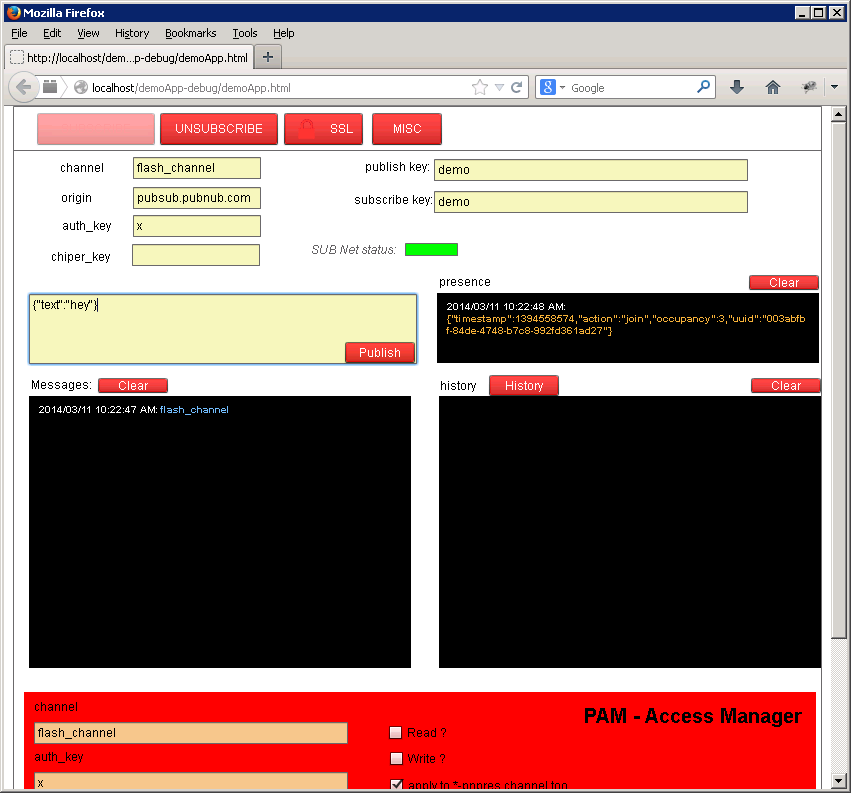 Mozilla Firefox
File Edit View History Bookmarks Tools Help
http://localhost/dem...p-debug/demoApp.html
localhost/demoApp-debug/demoApp.html
Google
UNSUBSCRIBE SSL MISC
channel flash_channel publish key: demo
origin pubsub.pubnub.com subscribe key: demo
auth_key x
chiper_key SUB Net status:
presence Clear
{"text":"hey"}
Publish
2014/03/11 10:22:48 AM:
{"timestamp":1394558574,"action":"join","occupancy":3,"uuid":"003abfb
f-84de-4748-b7c8-992fd361ad27"}
Messages: Clear history History Clear
2014/03/11 10:22:47 AM: flash_channel
channel PAM - Access Manager
flash_channel Read ?
auth_key Write ?
x apply to *-pnpres channel too